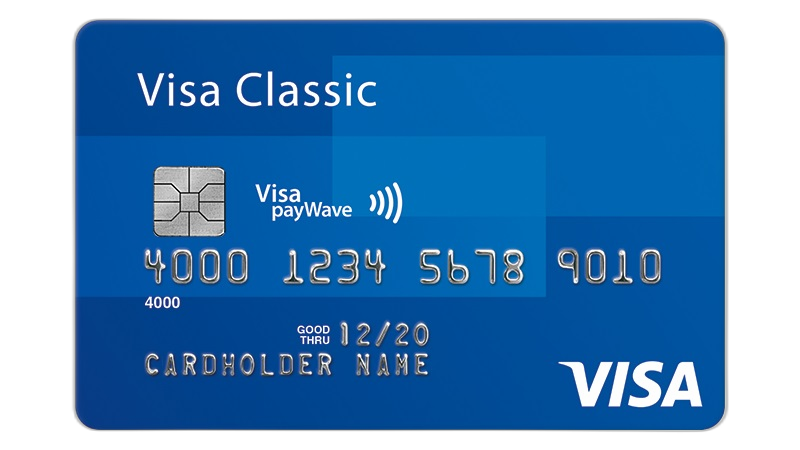 Visa Classic
Visa
payWave
4000 1234 5678 9010
4000
GOOD
THRU 12/20
CARDHOLDER NAME
VISA